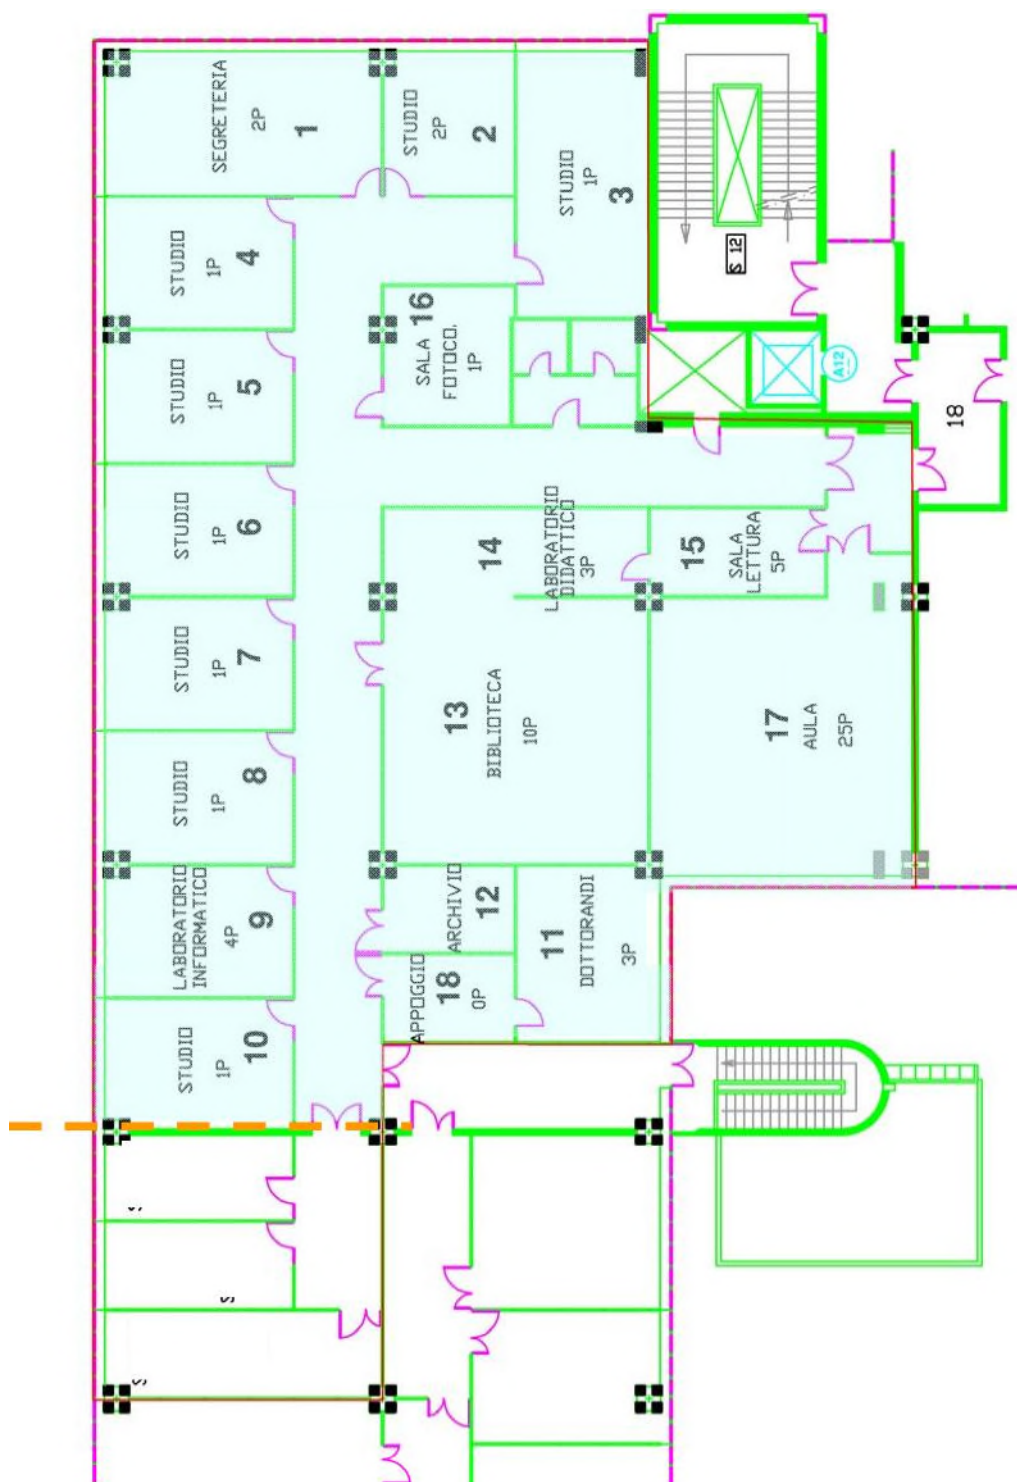 SEGRETERIA
2P
1
STUDIO
2P
2
STUDIO
1P
3
STUDIO
1P
4
STUDIO
1P
5
STUDIO
1P
6
STUDIO
1P
7
STUDIO
1P
8
LABORATORIO
INFORMATICO
4P
9
STUDIO
1P
10
SALA
FOTOCO.
1P
16
14
LABORATORIO
DIDATTICO
3P
15
SALA
LETTURA
5P
13
BIBLIOTECA
10P
17
AULA
25P
ARCHIVIO
12
APPOGGIO
18
0P
11
DOTTORANDI
3P
S 12
A12
18